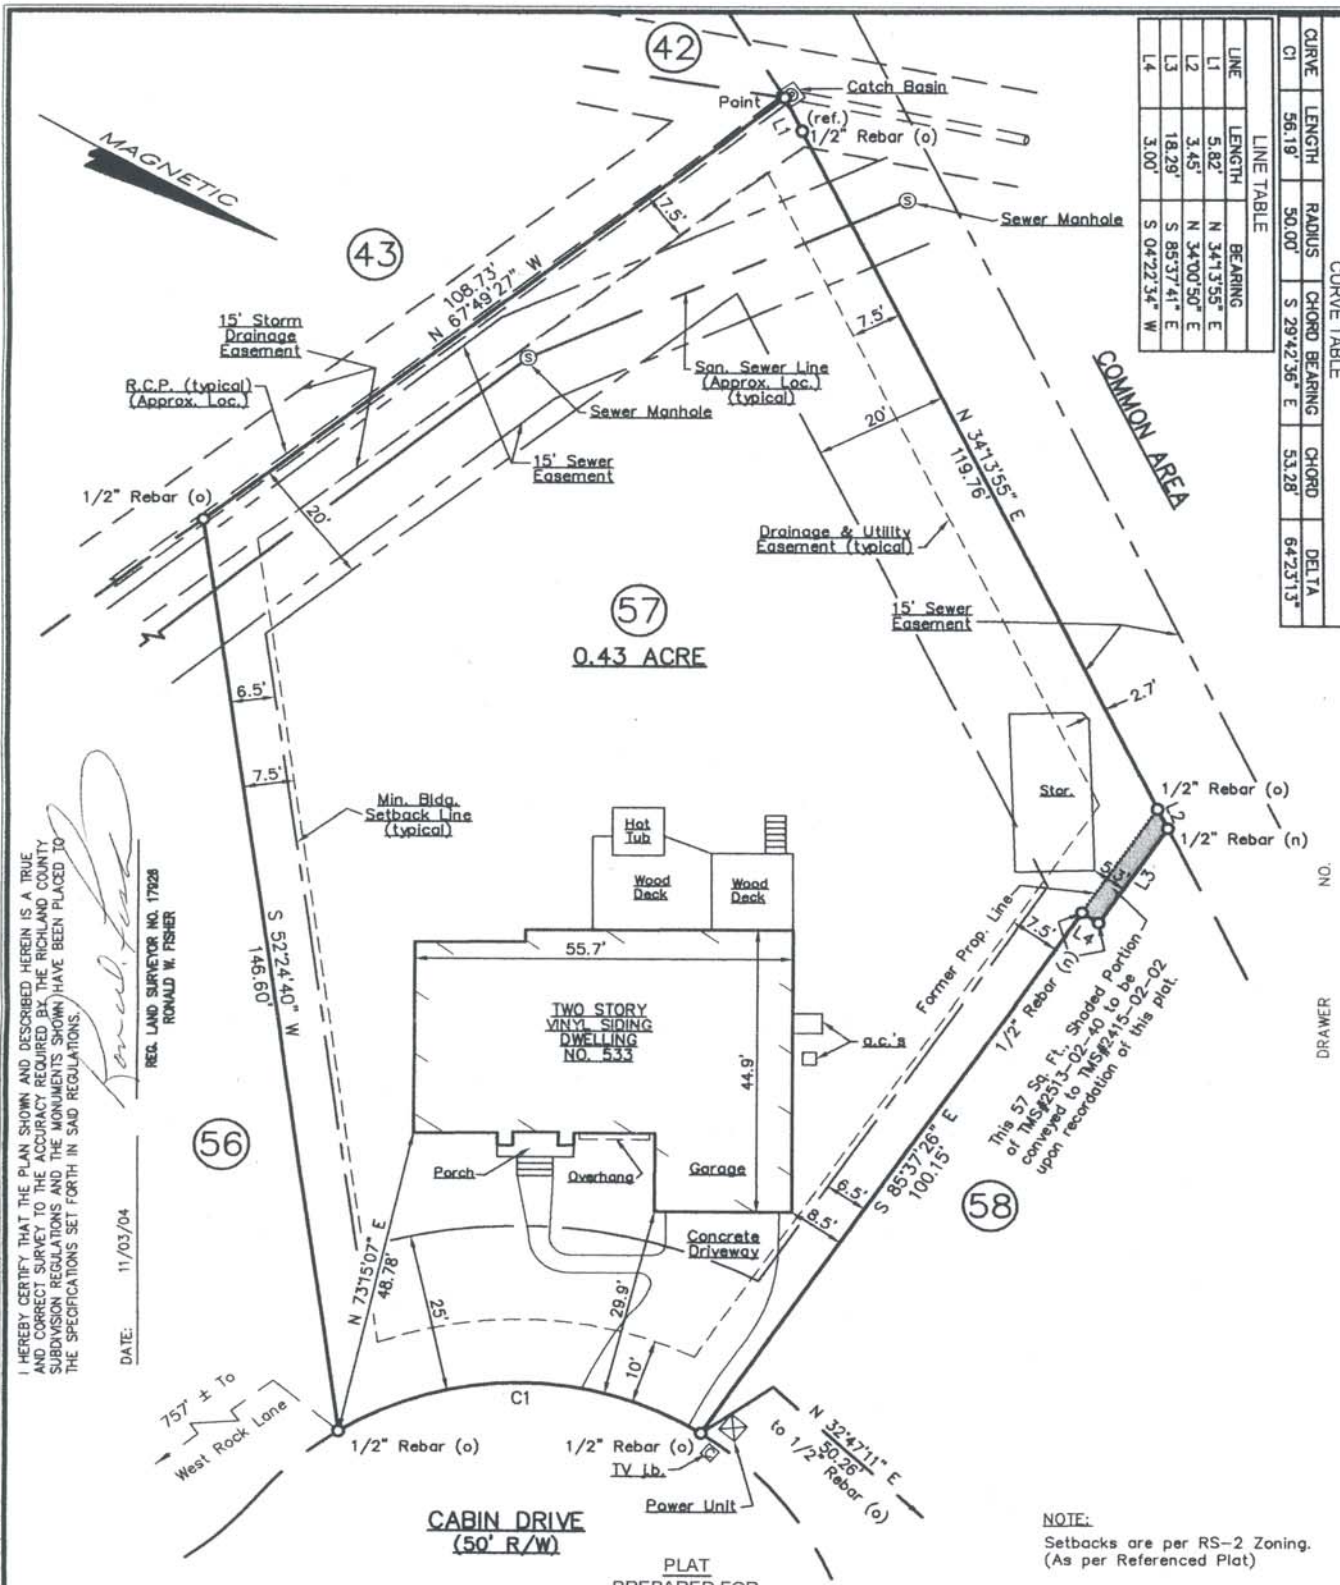 CURVE TABLE
CURVE LENGTH RADIUS CHORD BEARING CHORD DELTA
C1 56.19' 50.00' S 29°42'36" E 53.28' 64°23'13"
LINE TABLE
LINE LENGTH BEARING
L1 5.82' N 34°13'55" E
L2 3.45' N 34°00'50" E
L3 18.29' S 85°37'41" E
L4 3.00' S 04°22'34" W
MAGNETIC
42
Point
Catch Basin
L1
(ref.)
1/2" Rebar (o)
S
Sewer Manhole
43
7.5'
108.73'
N 67°49'27" W
15' Storm
Drainage
Easement
R.C.P. (typical)
(Approx. Loc.)
S
Sewer Manhole
San. Sewer Line
(Approx. Loc.)
(typical)
7.5'
20'
N 34°13'55" E
119.76'
COMMON AREA
15' Sewer
Easement
1/2" Rebar (o)
20'
Drainage & Utility
Easement (typical)
15' Sewer
Easement
57
0.43 ACRE
6.5'
7.5'
2.7'
Min. Bldg.
Setback Line
(typical)
Stor.
1/2" Rebar (o)
L2
1/2" Rebar (n)
Hot
Tub
Wood
Deck
Wood
Deck
5.3'
L3
L4
7.5'
Former Prop. Line
1/2" Rebar (n)
This 57 Sq. Ft., Shaded Portion
of TMS#2513-02-40 to be
conveyed to TMS#2415-02-02
upon recordation of this plat.
S 52°24'40" W
146.60'
55.7'
TWO STORY
VINYL SIDING
DWELLING
NO. 533
a.c.'s
44.9'
56
Porch
Overhang
Garage
S 85°37'26" E
100.15'
58
6.5'
8.5'
Concrete
Driveway
N 73°15'07" E
48.78'
25'
29.9'
10'
C1
757' ± To
West Rock Lane
1/2" Rebar (o)
1/2" Rebar (o)
TV jb.
Power Unit
N 32°47'11" E
50.26'
to 1/2" Rebar (o)
CABIN DRIVE
(50' R/W)
NOTE:
Setbacks are per RS-2 Zoning.
(As per Referenced Plat)
PLAT
PREPARED FOR
I HEREBY CERTIFY THAT THE PLAN SHOWN AND DESCRIBED HEREIN IS A TRUE
AND CORRECT SURVEY TO THE ACCURACY REQUIRED BY THE RICHLAND COUNTY
SUBDIVISION REGULATIONS AND THE MONUMENTS SHOWN HAVE BEEN PLACED TO
THE SPECIFICATIONS SET FORTH IN SAID REGULATIONS.
DATE: 11/03/04
REG. LAND SURVEYOR NO. 17928
RONALD W. FISHER
DRAWER NO.